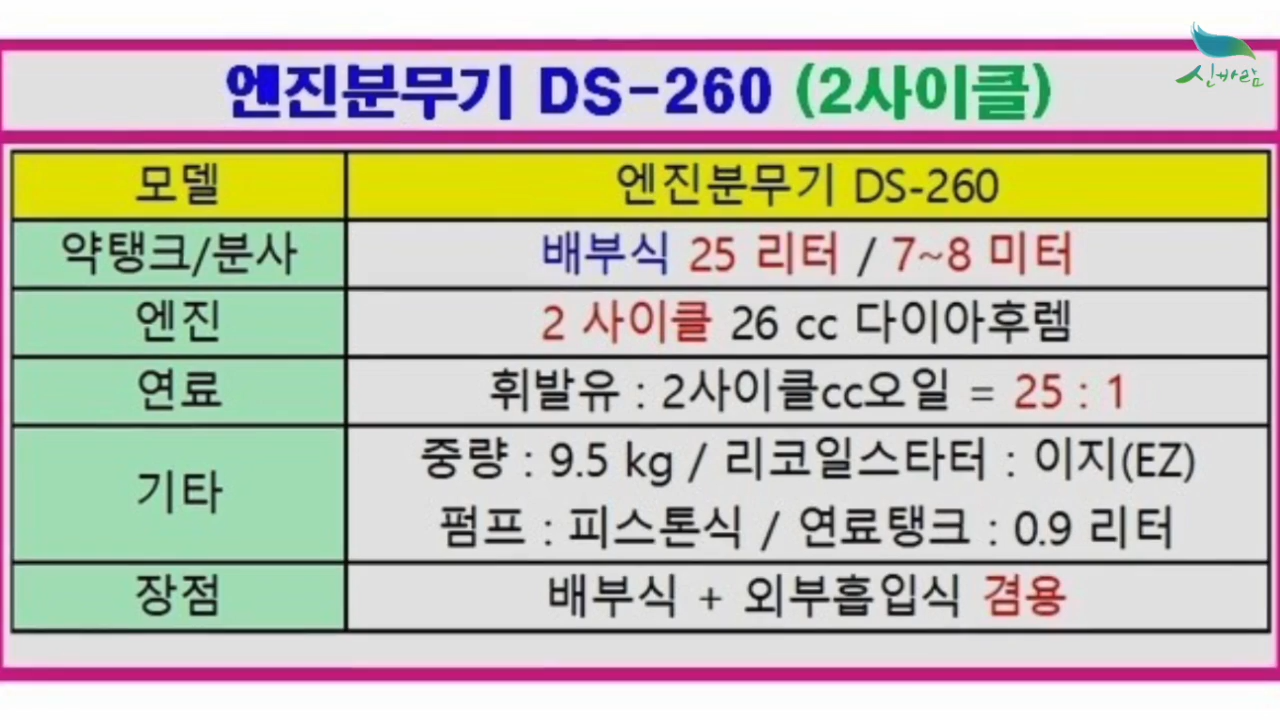 신바람
엔진분무기 DS-260 (2사이클)
모델 엔진분무기 DS-260
약탱크/분사 배부식 25 리터 / 7~8 미터
엔진 2 사이클 26 cc 다이아후렘
연료 휘발유 : 2사이클cc오일 = 25 : 1
기타 중량 : 9.5 kg / 리코일스타터 : 이지(EZ)
펌프 : 피스톤식 / 연료탱크 : 0.9 리터
장점 배부식 + 외부흡입식 겸용